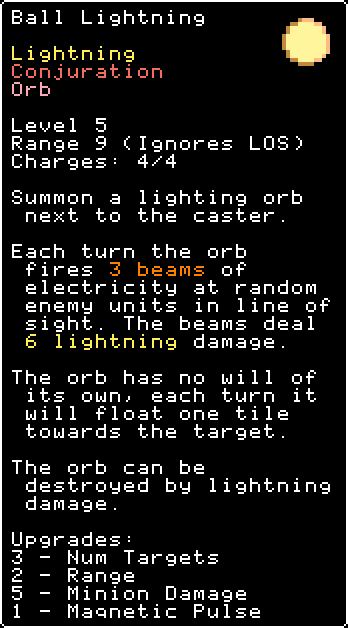 Ball Lightning
Lightning
Conjuration
Orb
Level 5
Range 9 (Ignores LOS)
Charges: 4/4
Summon a lighting orb
next to the caster.
Each turn the orb
fires 3 beams of
electricity at random
enemy units in line of
sight. The beams deal
6 lightning damage.
The orb has no will of
its own, each turn it
will float one tile
towards the target.
The orb can be
destroyed by lightning
damage.
Upgrades:
3 - Num Targets
2 - Range
5 - Minion Damage
1 - Magnetic Pulse